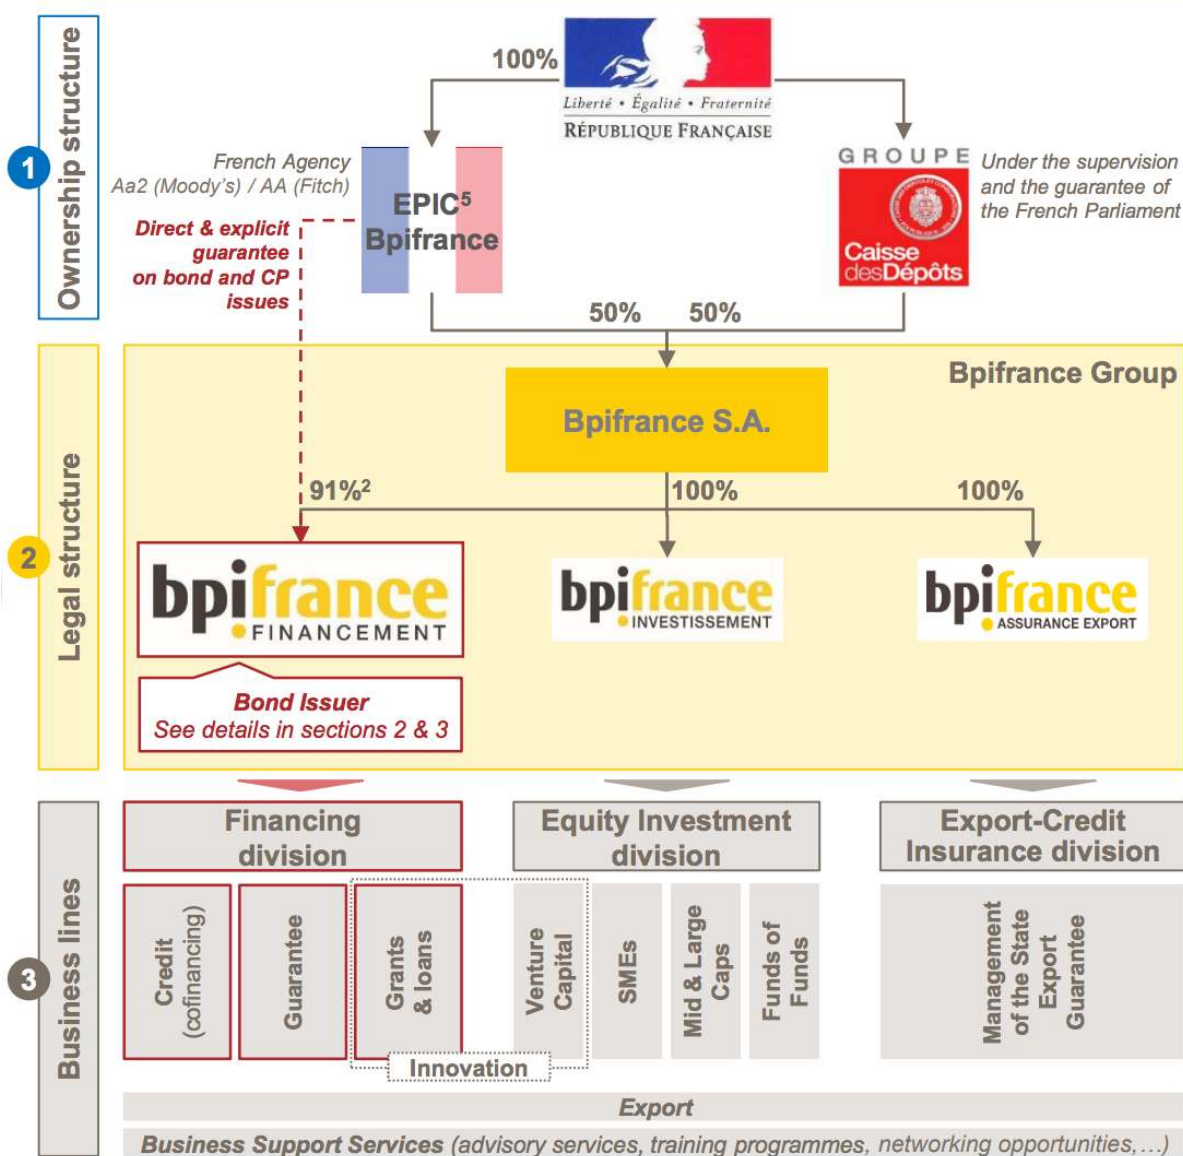 1
Ownership structure
100%
Liberté • Égalité • Fraternité
RÉPUBLIQUE FRANÇAISE
French Agency
Aa2 (Moody's) / AA (Fitch)
EPIC⁵
Bpifrance
Direct & explicit
guarantee
on bond and CP
issues
GROUPE
Caisse
desDépôts
Under the supervision
and the guarantee of
the French Parliament
50%
50%
2
Legal structure
Bpifrance Group
Bpifrance S.A.
91%²
100%
100%
bpifrance
FINANCEMENT
bpifrance
INVESTISSEMENT
bpifrance
ASSURANCE EXPORT
Bond Issuer
See details in sections 2 & 3
3
Business lines
Financing
division
Equity Investment
division
Export-Credit
Insurance division
Credit
(cofinancing)
Guarantee
Grants
& loans
Venture
Capital
SMEs
Mid & Large
Caps
Funds of
Funds
Management
of the State
Export
Guarantee
Innovation
Export
Business Support Services (advisory services, training programmes, networking opportunities,…)